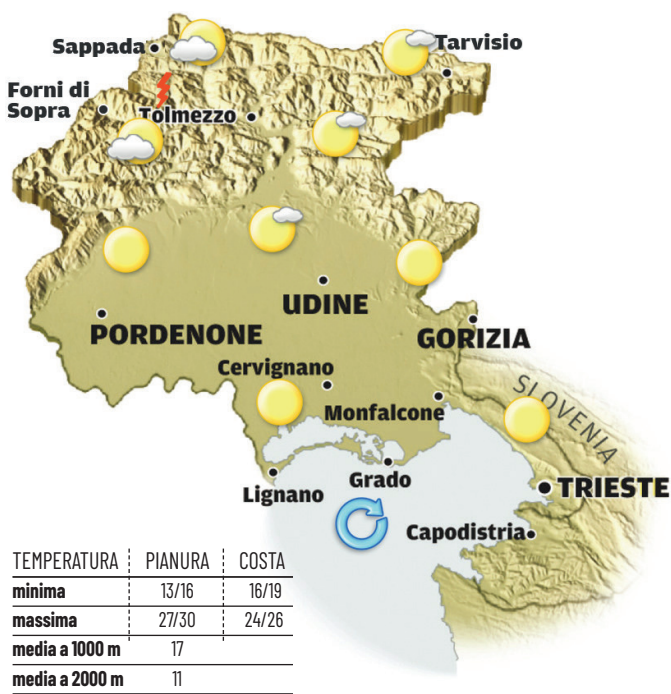 Sappada
Tarvisio
Forni di
Sopra
Tolmezzo
UDINE
PORDENONE
GORIZIA
Cervignano
SLOVENIA
Monfalcone
Grado
Lignano
TRIESTE
Capodistria
TEMPERATURA PIANURA COSTA
minima 13/16 16/19
massima 27/30 24/26
media a 1000 m 17
media a 2000 m 11